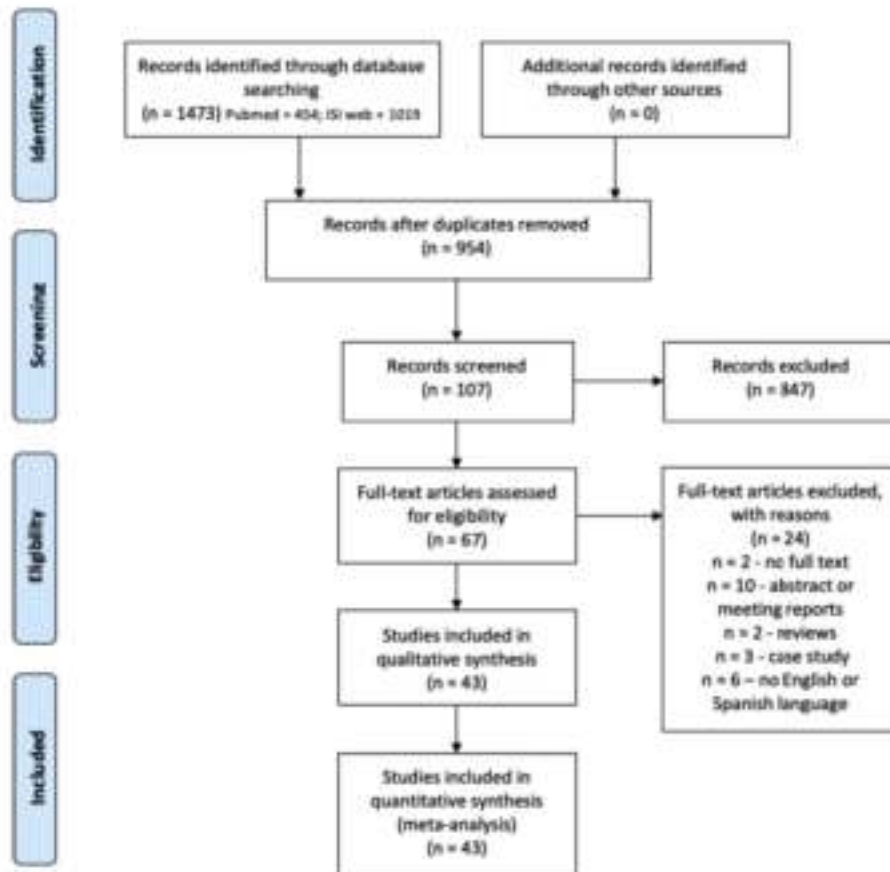 Identification
Records identified through database
searching
(n = 1473) Pubmed = 454; ISI web = 1019
Additional records identified
through other sources
(n = 0)
Records after duplicates removed
(n = 954)
Screening
Records screened
(n = 107)
Records excluded
(n = 847)
Eligibility
Full-text articles assessed
for eligibility
(n = 67)
Full-text articles excluded,
with reasons
(n = 24)
n = 2 - no full text
n = 10 - abstract or
meeting reports
n = 2 - reviews
n = 3 - case study
n = 6 – no English or
Spanish language
Studies included in
qualitative synthesis
(n = 43)
Included
Studies included in
quantitative synthesis
(meta-analysis)
(n = 43)